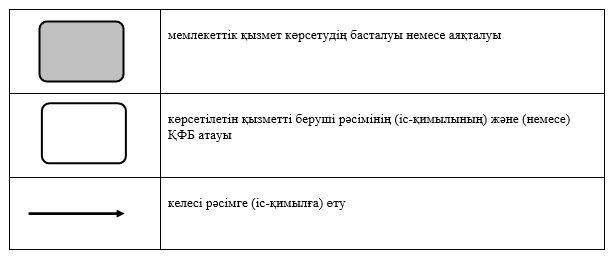 мемлекеттік қызмет көрсетудің басталуы немесе аяқталуы
көрсетілетін қызметті беруші рәсімінің (іс-қимылының) және (немесе)
ҚФБ атауы
келесі рәсімге (іс-қимылға) өту